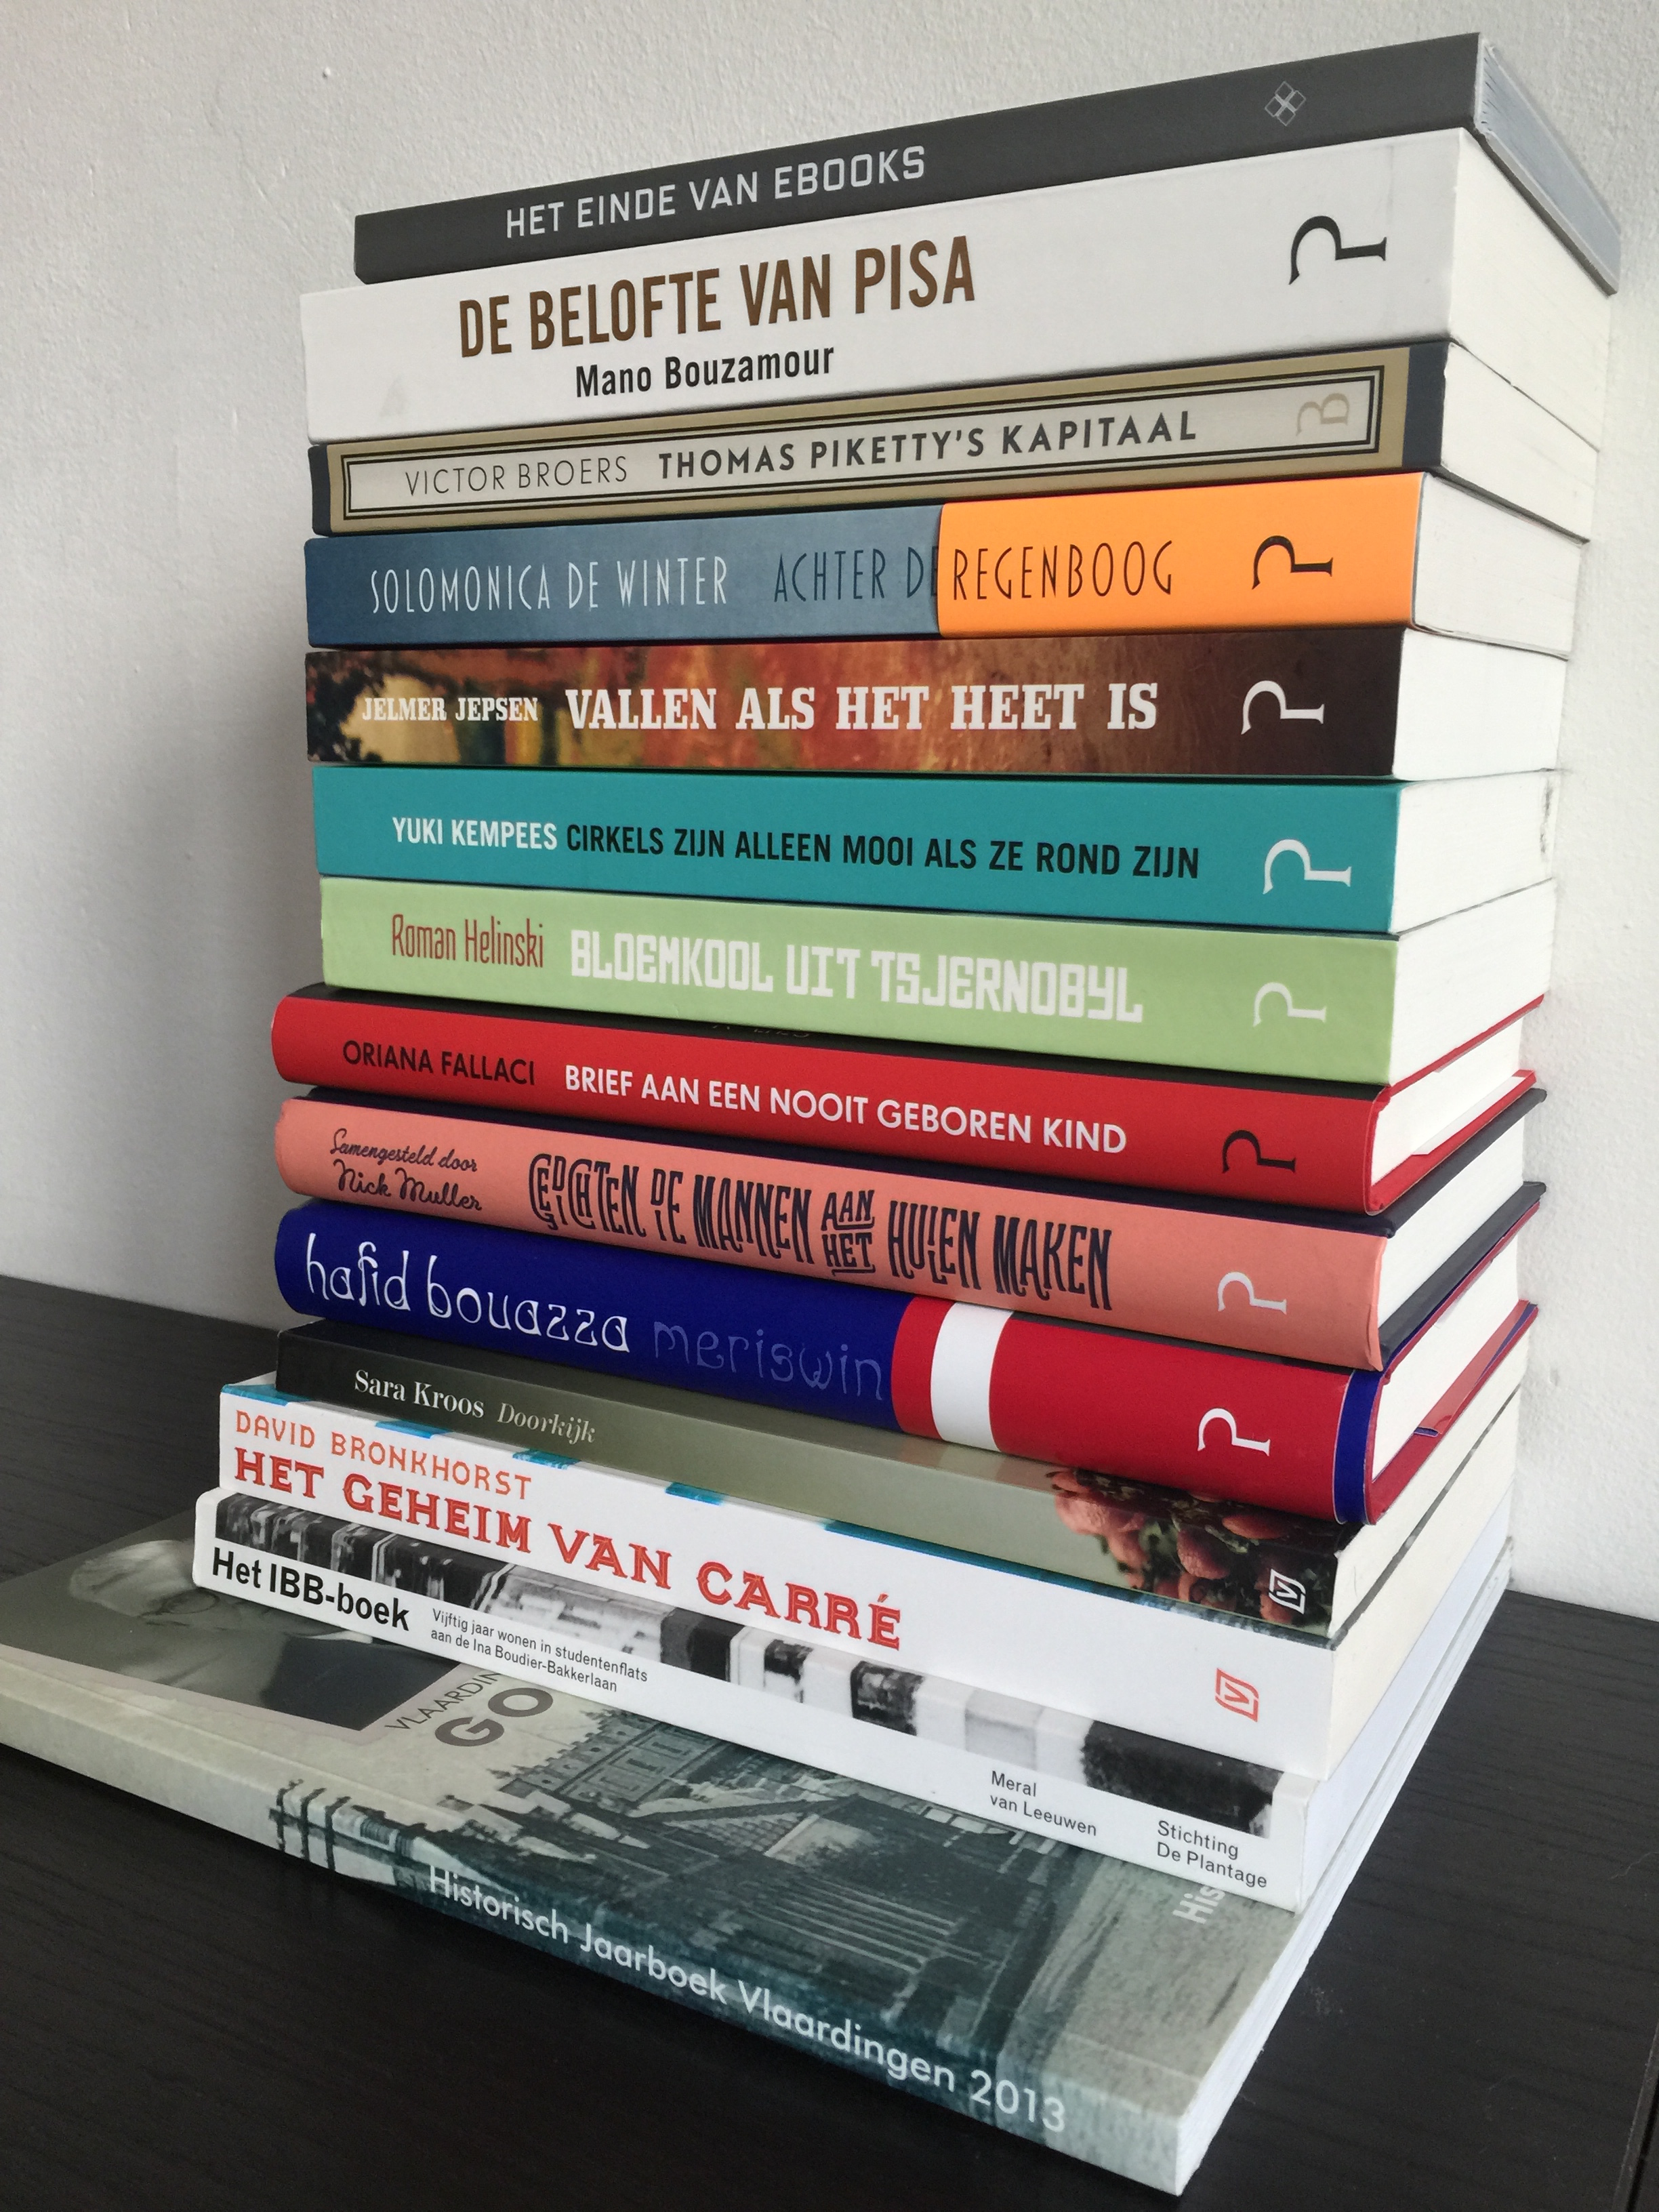 HET EINDE VAN EBOOKS
DE BELOFTE VAN PISA
Mano Bouzamour
P
VICTOR BROERS THOMAS PIKETTY'S KAPITAAL B
SOLOMONICA DE WINTER ACHTER DE REGENBOOG P
JELMER JEPSEN VALLEN ALS HET HEET IS P
YUKI KEMPEES CIRKELS ZIJN ALLEEN MOOI ALS ZE ROND ZIJN P
Roman Helinski BLOEMKOOL UIT TSJERNOBYL P
ORIANA FALLACI BRIEF AAN EEN NOOIT GEBOREN KIND P
Samengesteld door
Nick Muller
GEDICHTEN DIE MANNEN AAN HET HUILEN MAKEN P
hafid bouazza meriswin P
Sara Kroos Doorkijk
DAVID BRONKHORST
HET GEHEIM VAN CARRÉ
Het IBB-boek
Vijftig jaar wonen in studentenflats
aan de Ina Boudier-Bakkerlaan
Meral
van Leeuwen
Stichting
De Plantage
VLAARDIN
GO
His
Historisch Jaarboek Vlaardingen 2013